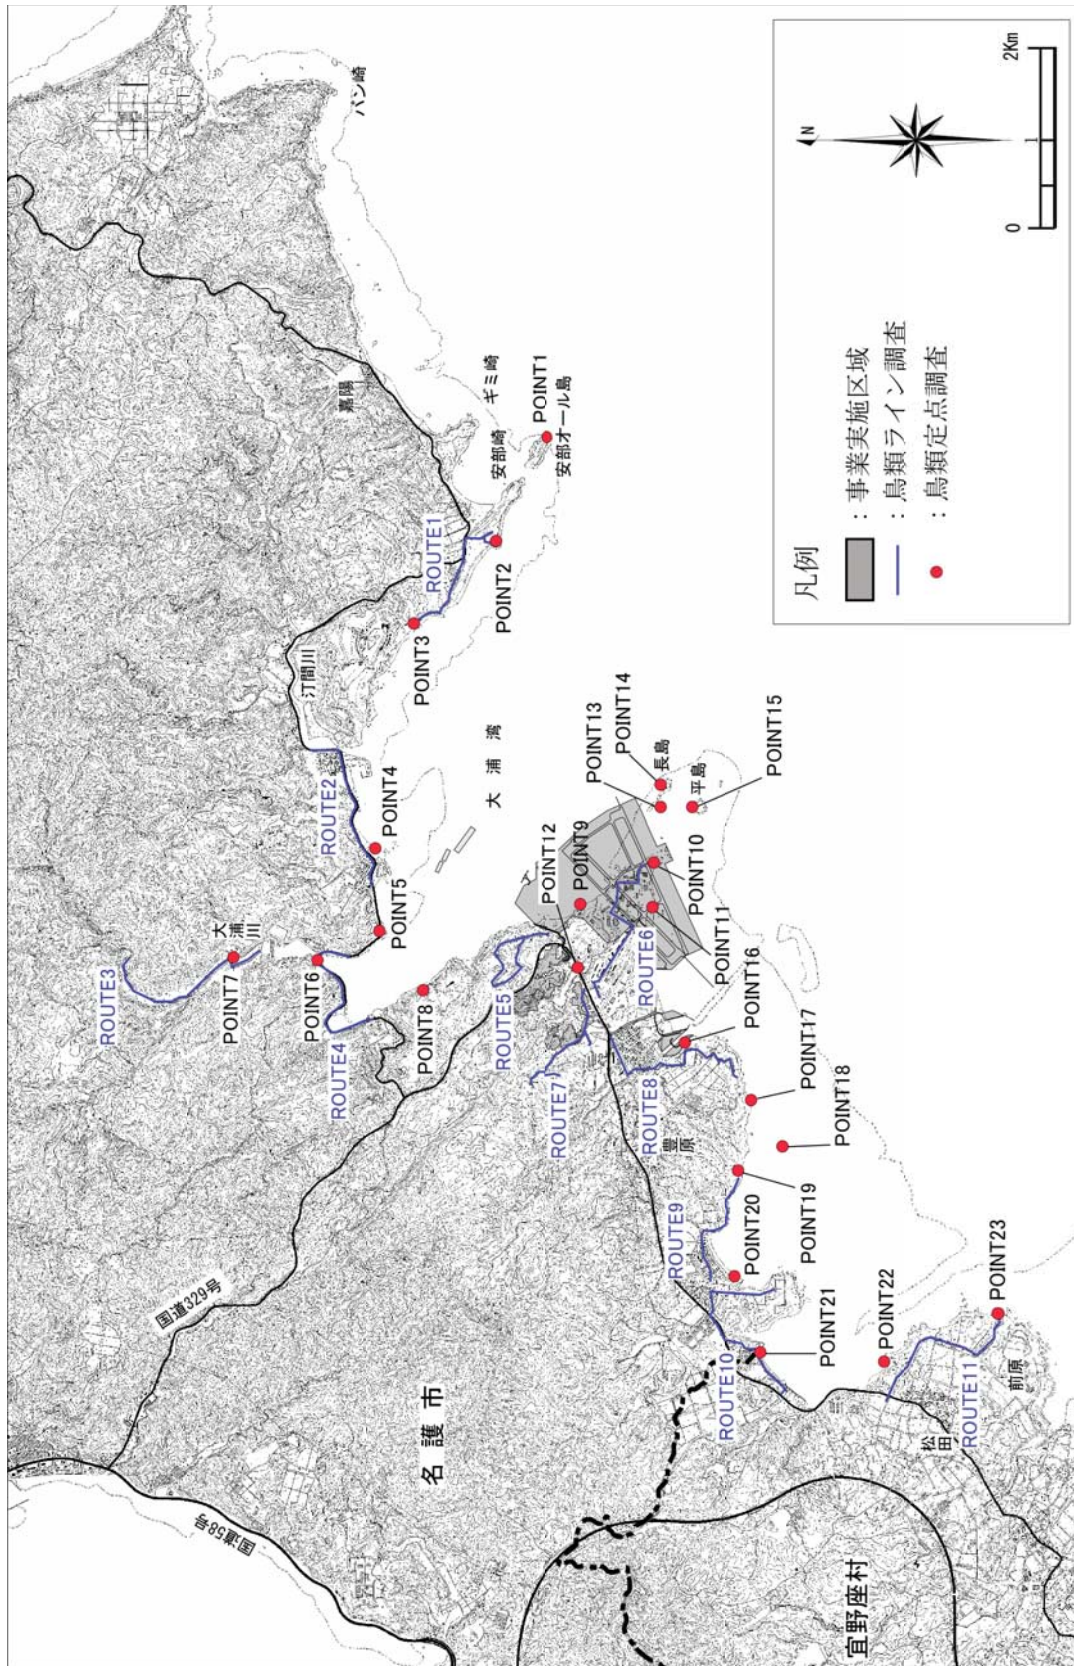 バン崎
嘉陽
ギミ崎
安部崎
POINT1
安部オール島
ROUTE1
POINT2
POINT3
汀間川
ROUTE2
POINT4
POINT5
大浦川
ROUTE3
POINT7
POINT6
ROUTE4
POINT8
大浦湾
POINT14
POINT13
長島
平島
POINT15
POINT12
POINT9
POINT10
POINT11
ROUTE5
ROUTE6
ROUTE7
POINT16
ROUTE8
豊原
POINT17
POINT18
POINT19
ROUTE9
POINT20
POINT21
ROUTE10
POINT22
POINT23
ROUTE11
前原
松田
国道329号
名護市
国道58号
宜野座村
凡例
：事業実施区域
：鳥類ライン調査
：鳥類定点調査
N
0 1 2Km